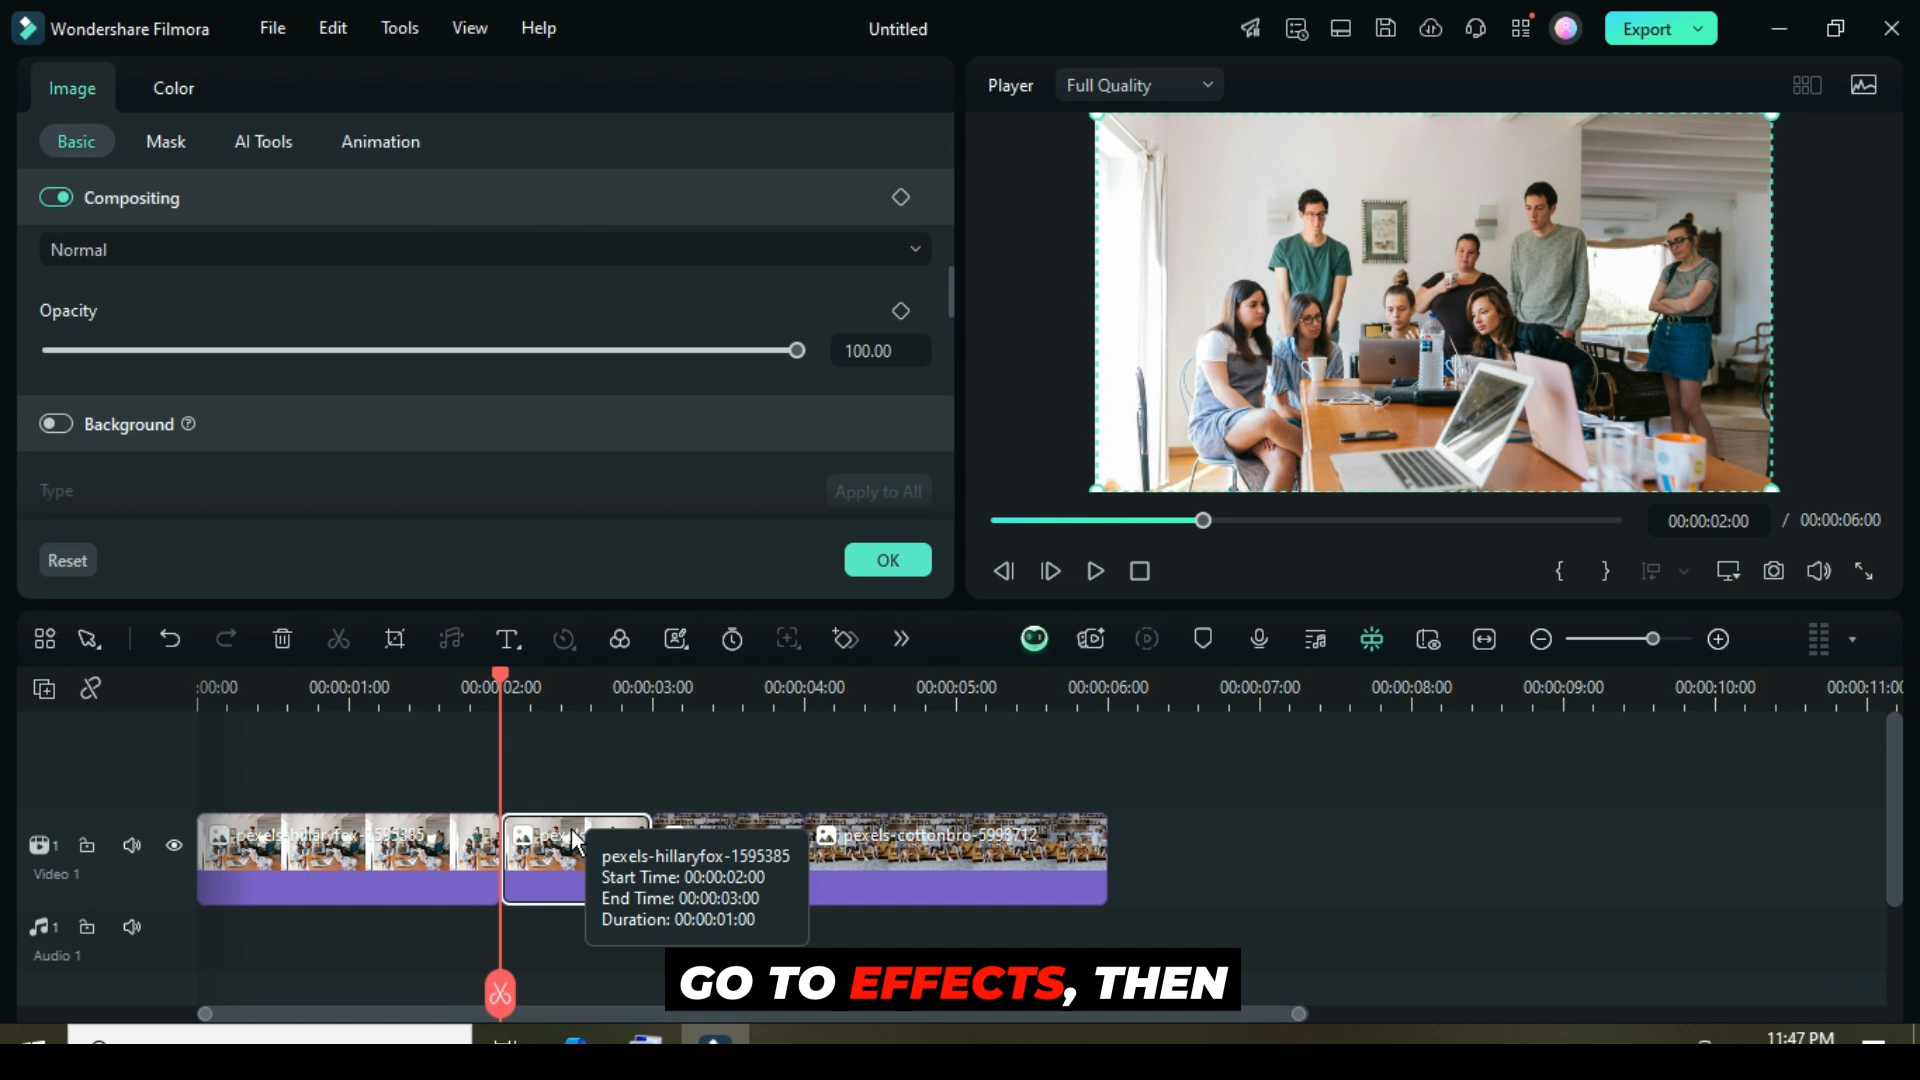 Wondershare Filmora File Edit Tools View Help Untitled Export
Image Color
Player Full Quality
Basic Mask AI Tools Animation
Compositing
Normal
Opacity
100.00
Background
Type Apply to All
Reset OK
00:00:02:00 / 00:00:06:00
:00:00 00:00:01:00 00:00:02:00 00:00:03:00 00:00:04:00 00:00:05:00 00:00:06:00 00:00:07:00 00:00:08:00 00:00:09:00 00:00:10:00 00:00:11:00
pexels-hillaryfox-1595385 pexels pexels-cottonbro-5998712
1
Video 1
pexels-hillaryfox-1595385
Start Time: 00:00:02:00
End Time: 00:00:03:00
Duration: 00:00:01:00
1
Audio 1
GO TO EFFECTS, THEN
11:47 PM